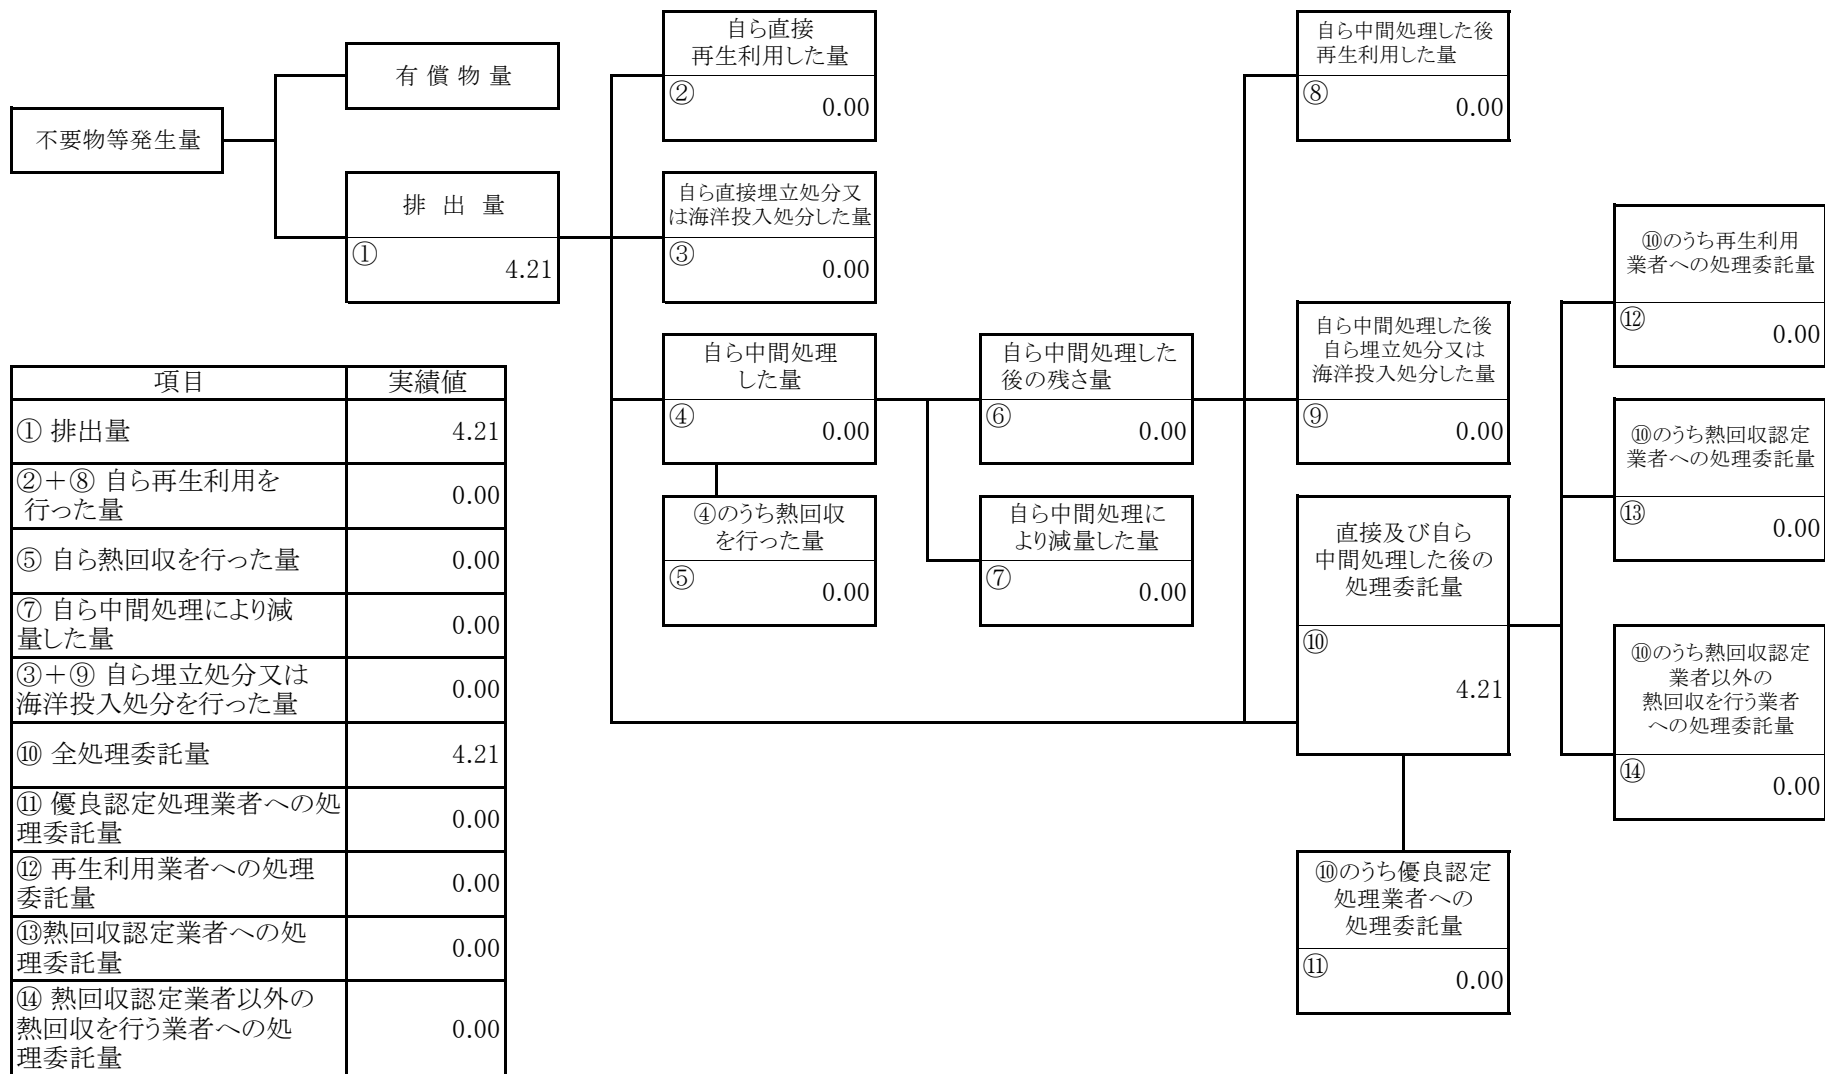 不要物等発生量
有 償 物 量
排 出 量
①
4.21
自ら直接
再生利用した量
②
0.00
自ら直接埋立処分又
は海洋投入処分した量
③
0.00
自ら中間処理
した量
④
0.00
④のうち熱回収
を行った量
⑤
0.00
自ら中間処理した
後の残さ量
⑥
0.00
自ら中間処理に
より減量した量
⑦
0.00
自ら中間処理した後
再生利用した量
⑧
0.00
自ら中間処理した後
自ら埋立処分又は
海洋投入処分した量
⑨
0.00
直接及び自ら
中間処理した後の
処理委託量
⑩
4.21
⑩のうち優良認定
処理業者への
処理委託量
⑪
0.00
⑩のうち再生利用
業者への処理委託量
⑫
0.00
⑩のうち熱回収認定
業者への処理委託量
⑬
0.00
⑩のうち熱回収認定
業者以外の
熱回収を行う業者
への処理委託量
⑭
0.00
項目 実績値
① 排出量 4.21
②＋⑧ 自ら再生利用を
行った量 0.00
⑤ 自ら熱回収を行った量 0.00
⑦ 自ら中間処理により減
量した量 0.00
③＋⑨ 自ら埋立処分又は
海洋投入処分を行った量 0.00
⑩ 全処理委託量 4.21
⑪ 優良認定処理業者への処
理委託量 0.00
⑫ 再生利用業者への処理
委託量 0.00
⑬熱回収認定業者への処
理委託量 0.00
⑭ 熱回収認定業者以外の
熱回収を行う業者への処
理委託量 0.00